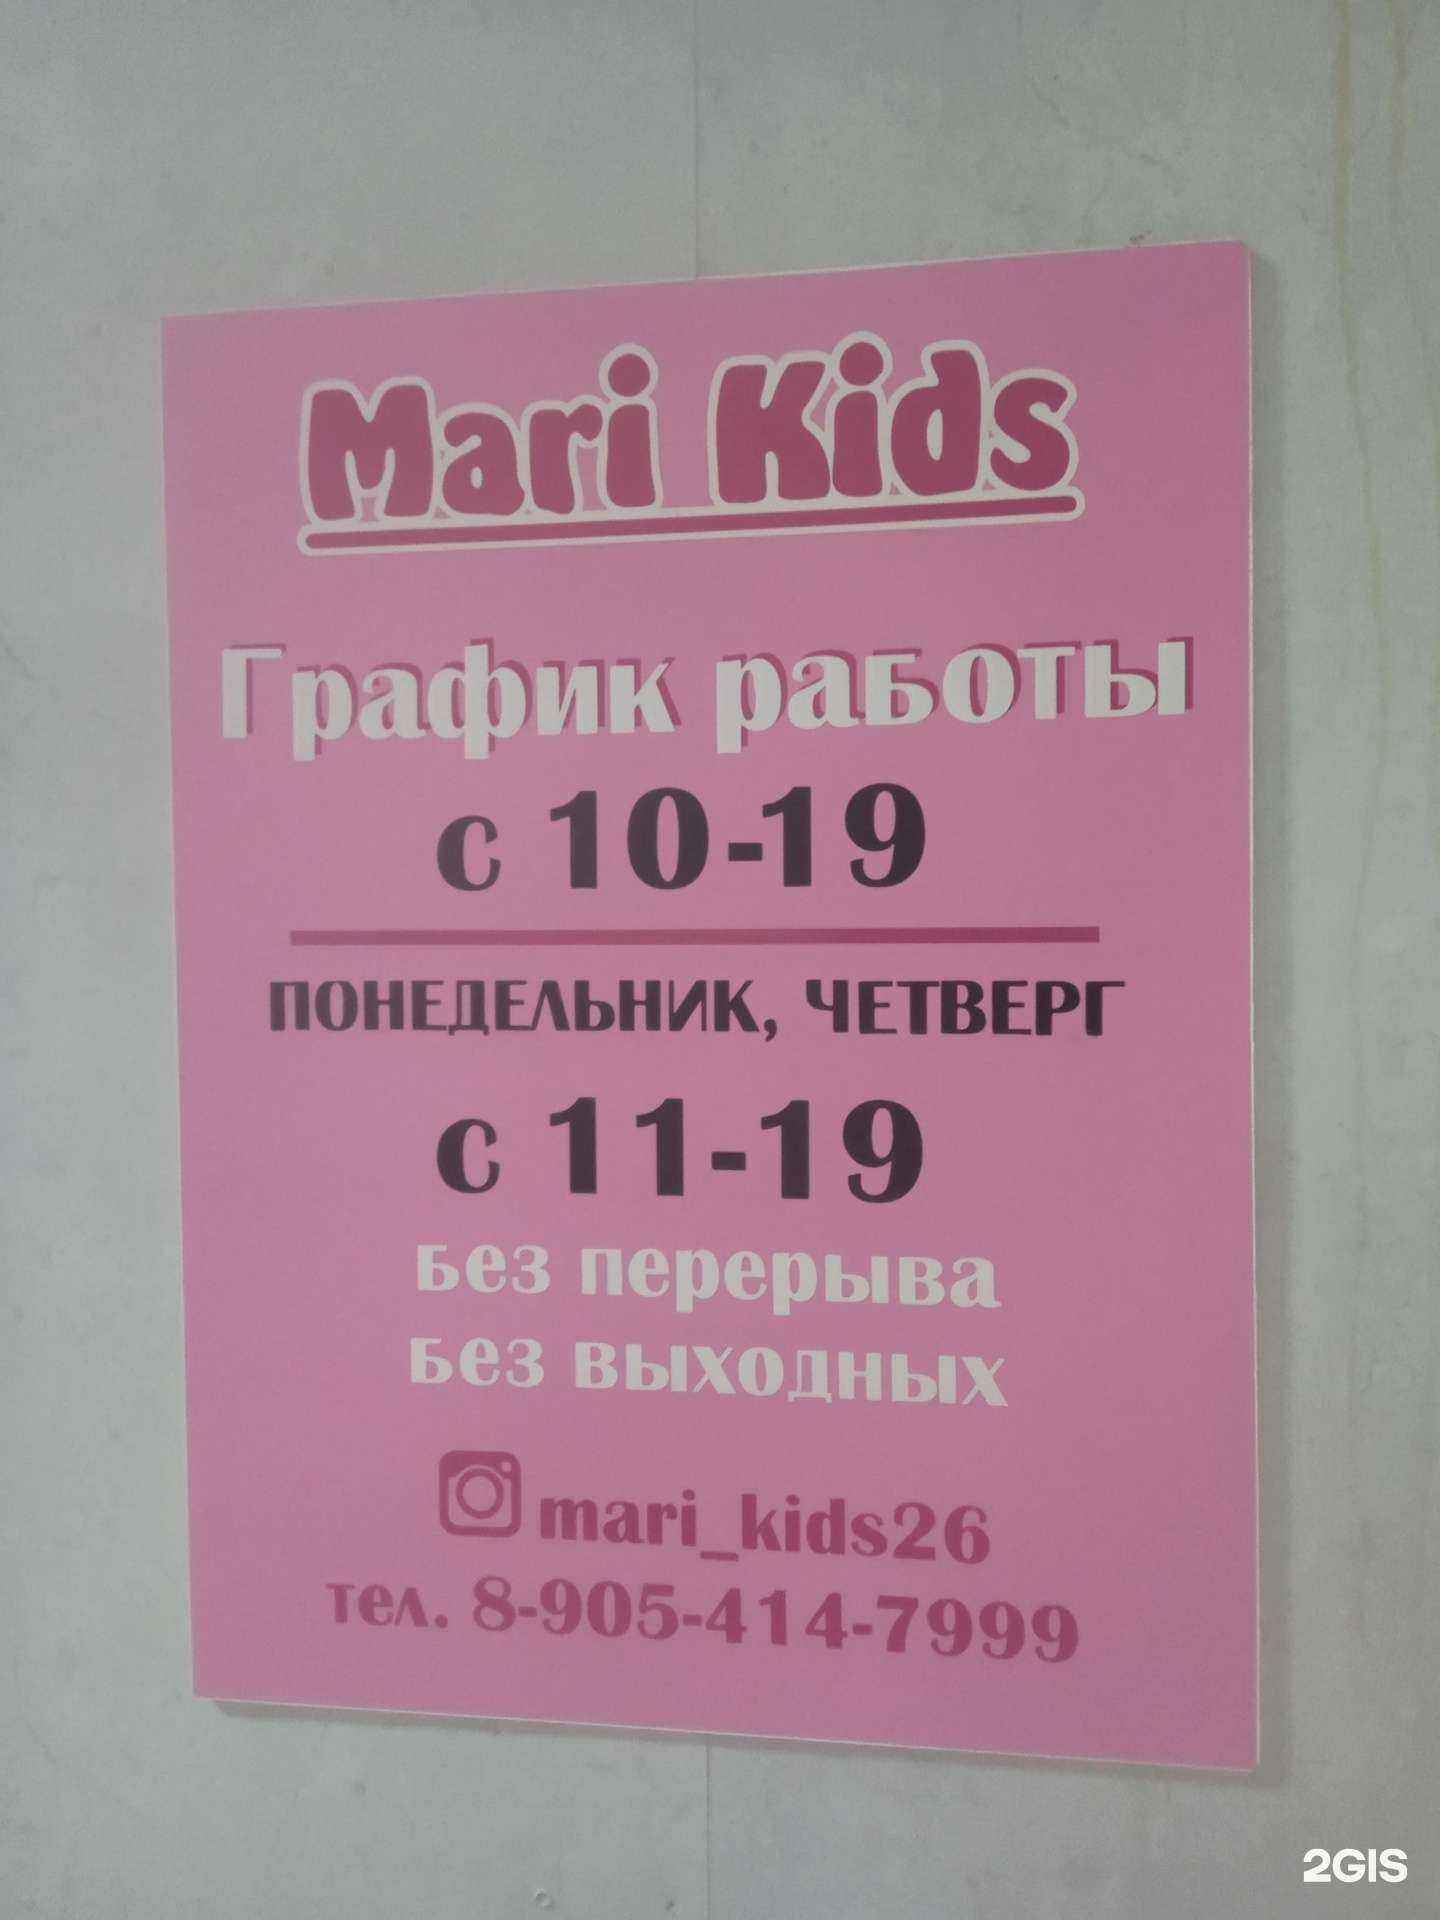 Mari Kids
График работы
с 10-19
ПОНЕДЕЛЬНИК, ЧЕТВЕРГ
с 11-19
Без перерыва
Без выходных
mari_kids26
тел. 8-905-414-7999
2GIS